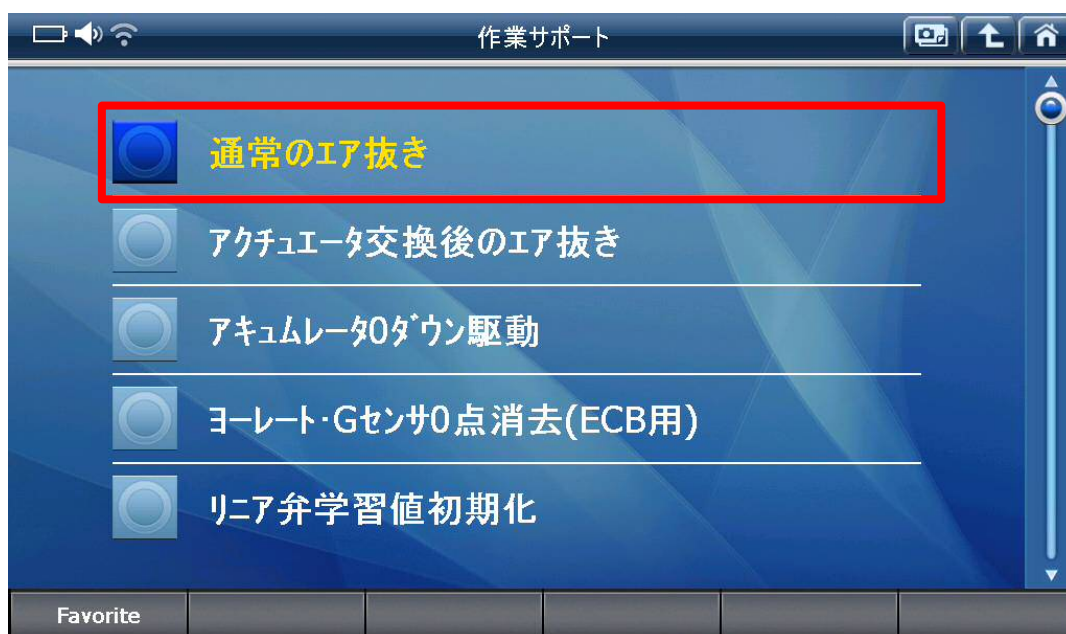 作業サポート
通常のｴｱ抜き
ｱｸﾁｭｴｰﾀ交換後のｴｱ抜き
ｱｷｭﾑﾚｰﾀ0ﾀﾞｳﾝ駆動
ﾖｰﾚｰﾄ･Gｾﾝｻ0点消去(ECB用)
ﾘﾆｱ弁学習値初期化
Favorite